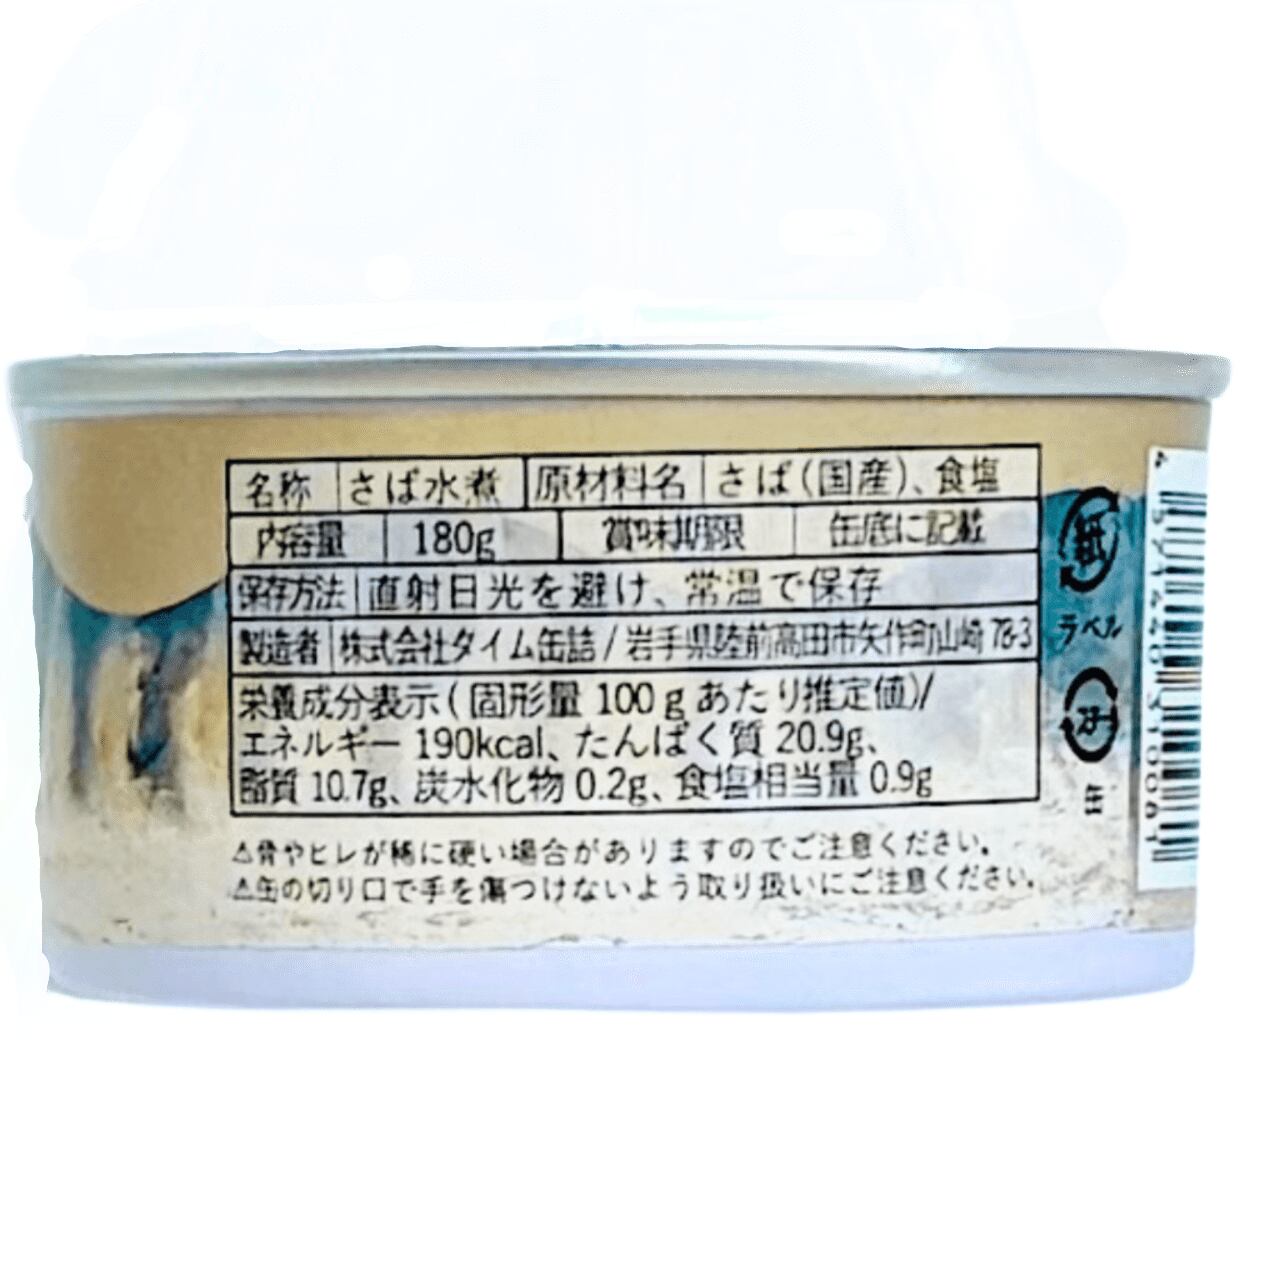 名称 さば水煮 原材料名 さば(国産)、食塩
内容量 180g 賞味期限 缶底に記載
保存方法 直射日光を避け、常温で保存
製造者 株式会社タイム缶詰/岩手県陸前高田市矢作町山崎 78-3
栄養成分表示(固形量 100gあたり推定値)/
エネルギー 190kcal、たんぱく質 20.9g、
脂質 10.7g、炭水化物 0.2g、食塩相当量 0.9g
⚠骨やヒレが稀に硬い場合がありますのでご注意ください。
⚠缶の切り口で手を傷つけないよう取り扱いにご注意ください。
紙
ラベル
缶